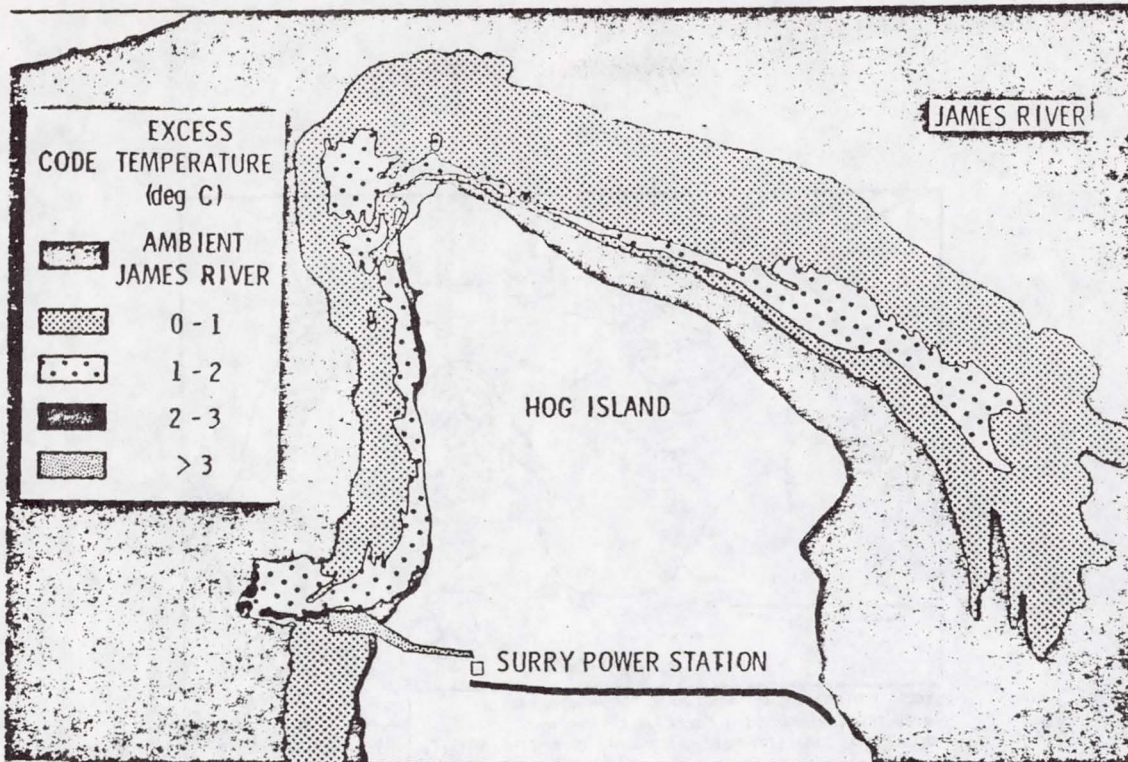 JAMES RIVER
EXCESS
CODE TEMPERATURE
(deg C)
AMBIENT
JAMES RIVER
0-1
1-2
2-3
>3
HOG ISLAND
SURRY POWER STATION